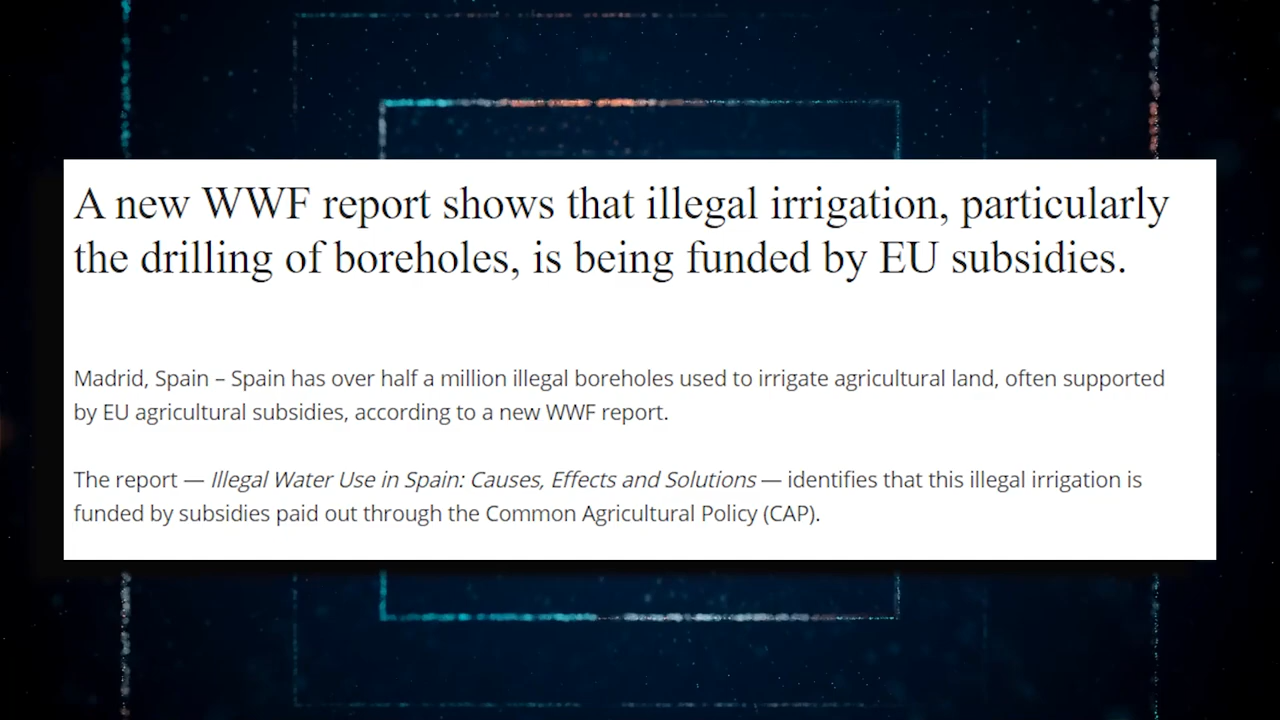 A new WWF report shows that illegal irrigation, particularly
the drilling of boreholes, is being funded by EU subsidies.
Madrid, Spain – Spain has over half a million illegal boreholes used to irrigate agricultural land, often supported
by EU agricultural subsidies, according to a new WWF report.
The report — Illegal Water Use in Spain: Causes, Effects and Solutions — identifies that this illegal irrigation is
funded by subsidies paid out through the Common Agricultural Policy (CAP).